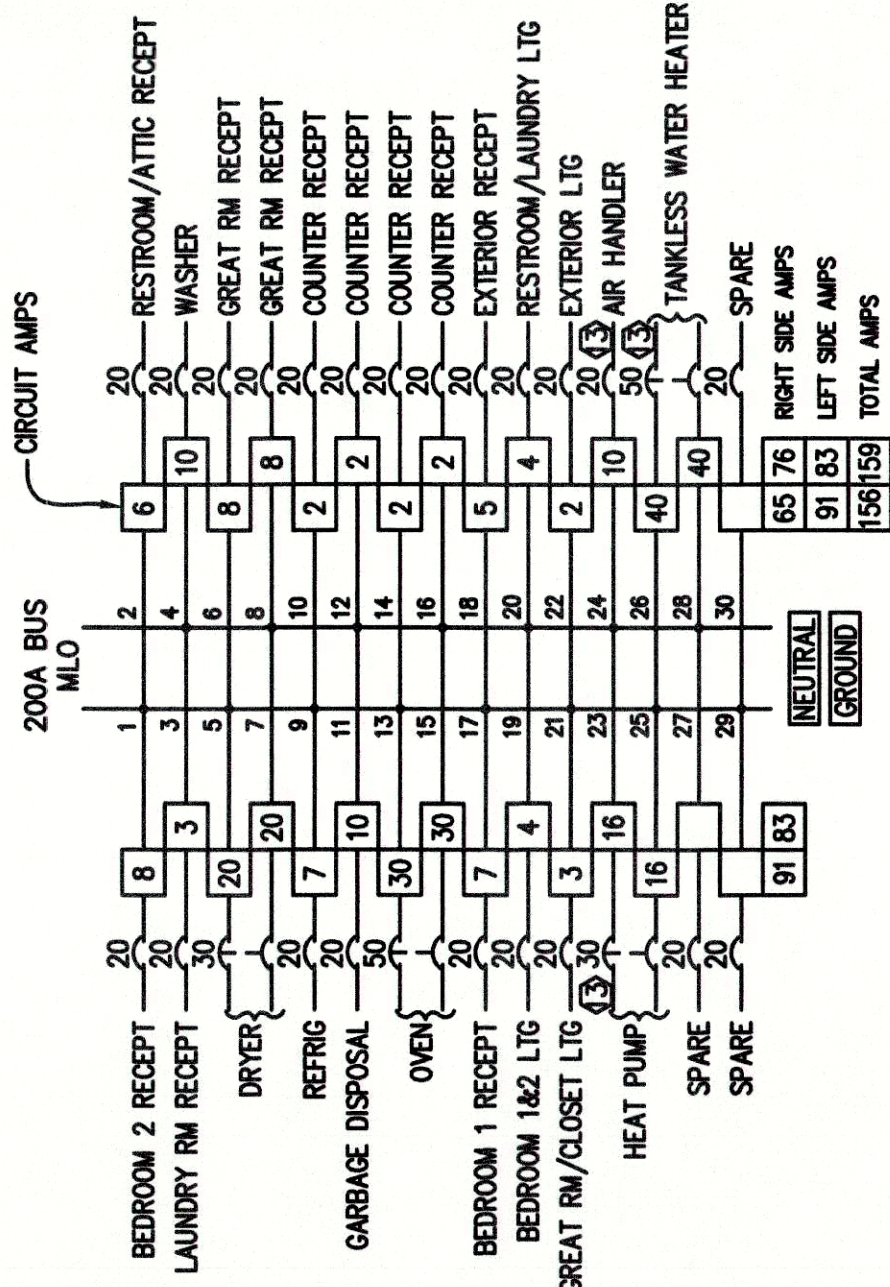 CIRCUIT AMPS
200A BUS
MLO
BEDROOM 2 RECEPT 20 8 1 2 6 20 RESTROOM/ATTIC RECEPT
LAUNDRY RM RECEPT 20 3 3 4 10 20 WASHER
30 20 5 6 8 20 GREAT RM RECEPT
DRYER
20 7 8 8 20 GREAT RM RECEPT
REFRIG 20 7 9 10 2 20 COUNTER RECEPT
GARBAGE DISPOSAL 20 10 11 12 2 20 COUNTER RECEPT
50 30 13 14 2 20 COUNTER RECEPT
OVEN
30 15 16 2 20 COUNTER RECEPT
BEDROOM 1 RECEPT 20 7 17 18 5 20 EXTERIOR RECEPT
BEDROOM 1&2 LTG 20 4 19 20 4 20 RESTROOM/LAUNDRY LTG
GREAT RM/CLOSET LTG 20 3 21 22 2 20 EXTERIOR LTG
13 30 16 23 24 10 20 13 AIR HANDLER
HEAT PUMP
16 25 26 40 50 13
TANKLESS WATER HEATER
SPARE 20 27 28 40
SPARE 20 29 30 20 SPARE
91 83 65 76 RIGHT SIDE AMPS
NEUTRAL 91 83 LEFT SIDE AMPS
GROUND 156 159 TOTAL AMPS